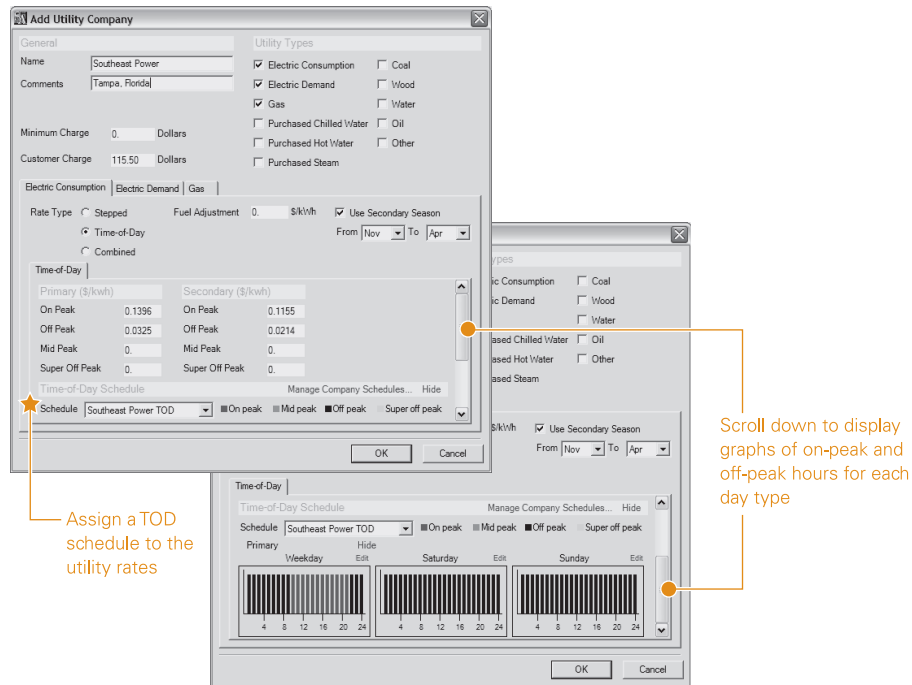 Add Utility Company
General
Name Southeast Power
Comments Tampa, Florida
Minimum Charge 0. Dollars
Customer Charge 115.50 Dollars
Utility Types
Electric Consumption Coal
Electric Demand Wood
Gas Water
Purchased Chilled Water Oil
Purchased Hot Water Other
Purchased Steam
Electric Consumption Electric Demand Gas
Rate Type Stepped Fuel Adjustment 0. $/kWh Use Secondary Season
Time-of-Day From Nov To Apr
Combined
Time-of-Day
Primary ($/kwh) Secondary ($/kwh)
On Peak 0.1396 On Peak 0.1155
Off Peak 0.0325 Off Peak 0.0214
Mid Peak 0. Mid Peak 0.
Super Off Peak 0. Super Off Peak 0.
Time-of-Day Schedule Manage Company Schedules... Hide
Schedule Southeast Power TOD On peak Mid peak Off peak Super off peak
OK Cancel
ypes
ic Consumption Coal
ic Demand Wood
Water
ased Chilled Water Oil
ased Hot Water Other
ased Steam
$/kWh Use Secondary Season
From Nov To Apr
Time-of-Day
Time-of-Day Schedule Manage Company Schedules... Hide
Schedule Southeast Power TOD On peak Mid peak Off peak Super off peak
Primary Hide
Weekday Edit Saturday Edit Sunday Edit
4 8 12 16 20 24 4 8 12 16 20 24 4 8 12 16 20 24
OK Cancel
Assign a TOD
schedule to the
utility rates
Scroll down to display
graphs of on-peak and
off-peak hours for each
day type